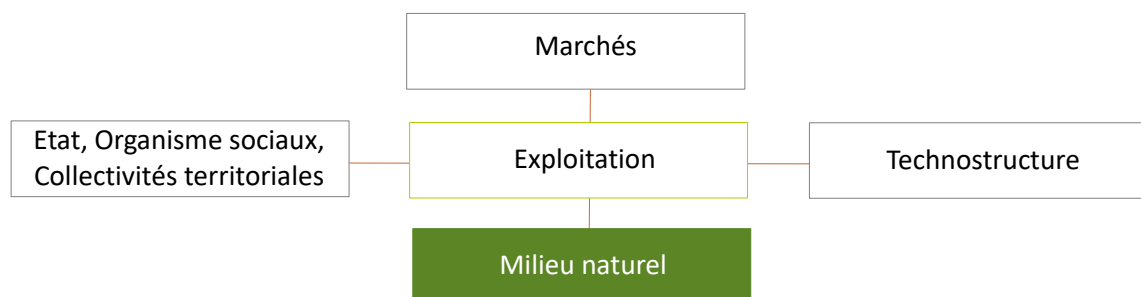 Marchés
Etat, Organisme sociaux,
Collectivités territoriales
Exploitation
Technostructure
Milieu naturel